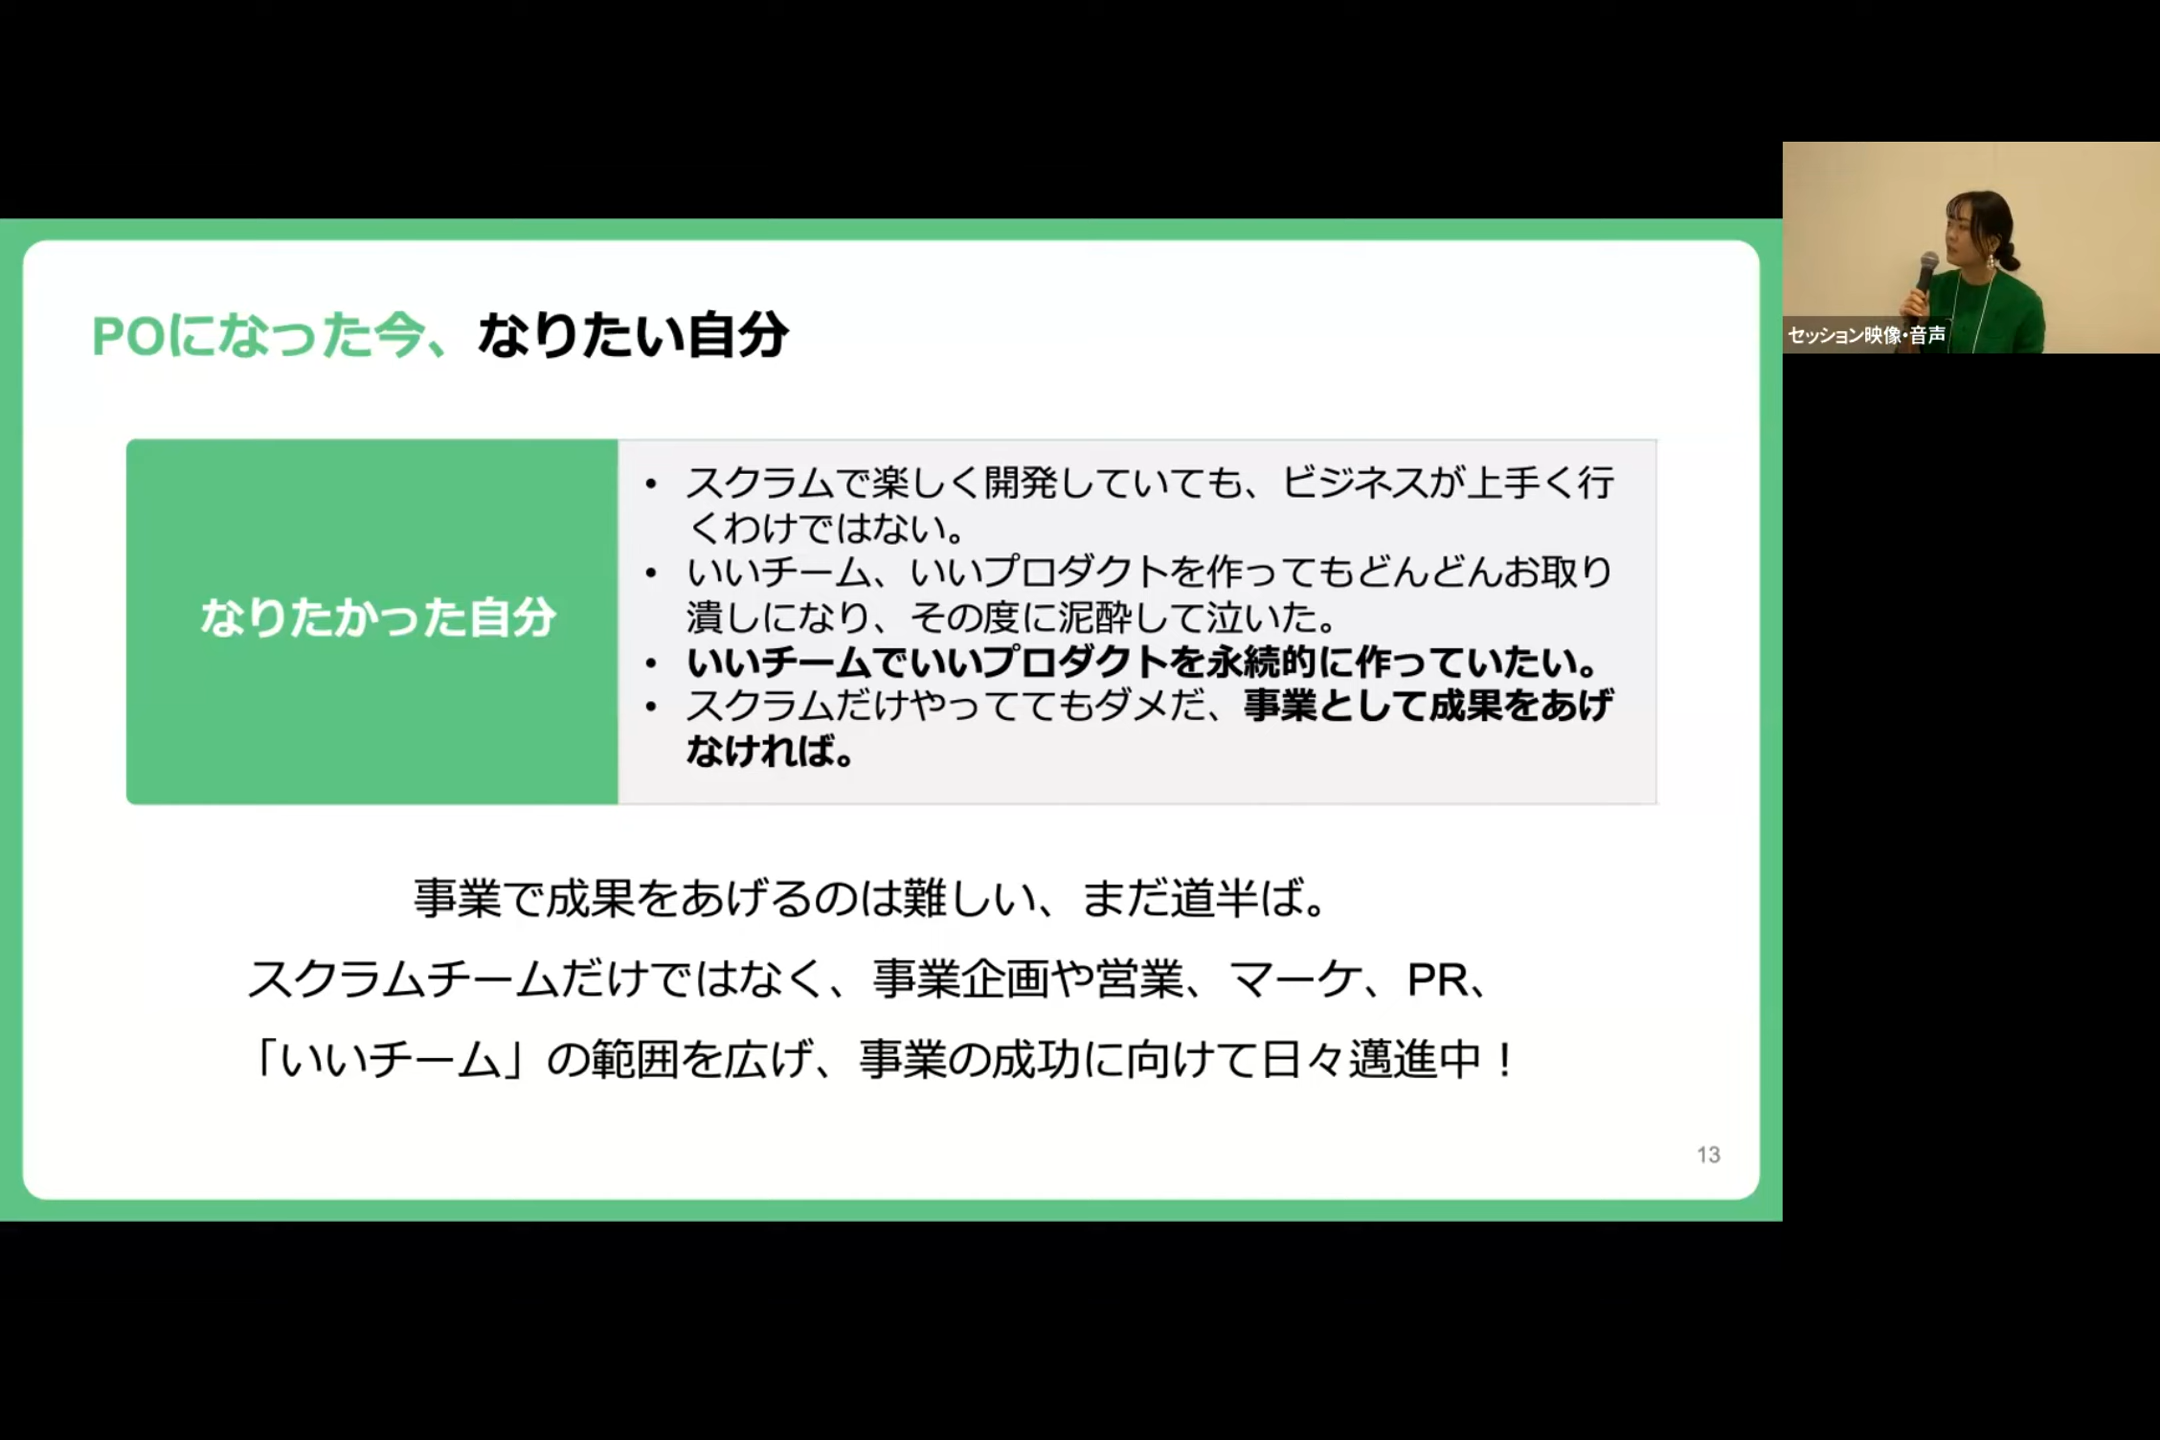 POになった今、なりたい自分
なりたかった自分
• スクラムで楽しく開発していても、ビジネスが上手く行
くわけではない。
• いいチーム、いいプロダクトを作ってもどんどんお取り
潰しになり、その度に泥酔して泣いた。
• いいチームでいいプロダクトを永続的に作っていたい。
• スクラムだけやっててもダメだ、事業として成果をあげ
なければ。
事業で成果をあげるのは難しい、まだ道半ば。
スクラムチームだけではなく、事業企画や営業、マーケ、PR、
「いいチーム」の範囲を広げ、事業の成功に向けて日々邁進中！
13
セッション映像・音声